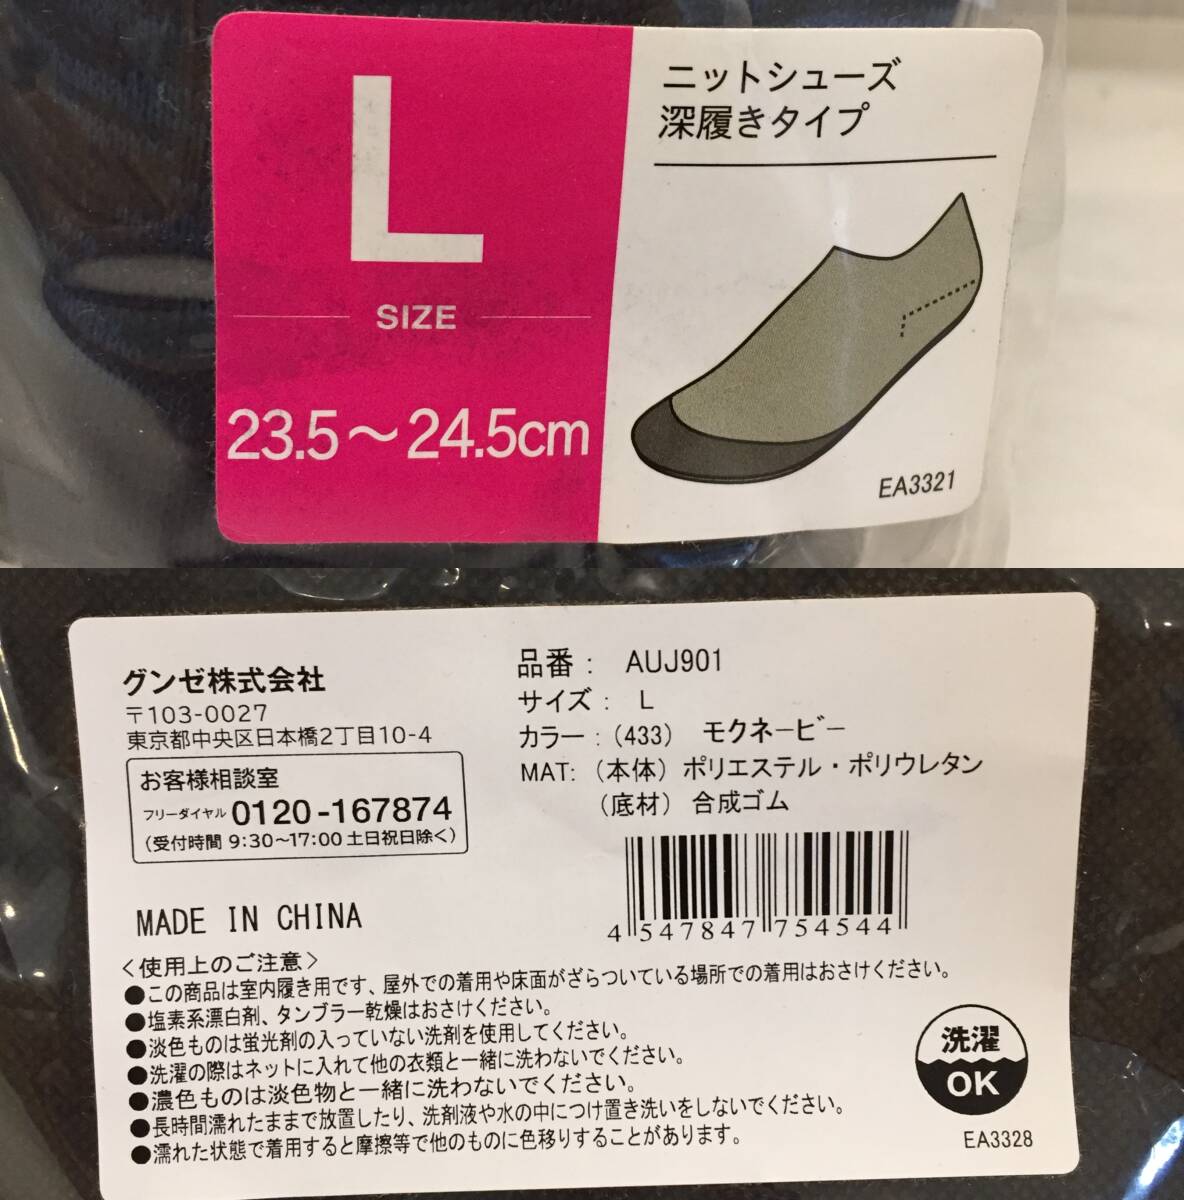 L
SIZE
23.5～24.5cm
ニットシューズ
深履きタイプ
EA3321
グンゼ株式会社
〒103-0027
東京都中央区日本橋2丁目10-4
お客様相談室
フリーダイヤル 0120-167874
(受付時間 9:30～17:00 土日祝日除く)
MADE IN CHINA
品番： AUJ901
サイズ： L
カラー：(433) モクネービー
MAT: (本体) ポリエステル・ポリウレタン
(底材) 合成ゴム
4 547847 754544
<使用上のご注意>
●この商品は室内履き用です、屋外での着用や床面がざらついている場所での着用はおさけください。
●塩素系漂白剤、タンブラー乾燥はおさけください。
●淡色ものは蛍光剤の入っていない洗剤を使用してください。
●洗濯の際はネットに入れて他の衣類と一緒に洗わないでください。
●濃色ものは淡色物と一緒に洗わないでください。
●長時間濡れたままで放置したり、洗剤液や水の中につけ置き洗いをしないでください。
●濡れた状態で着用すると摩擦等で他のものに色移りすることがあります。
洗濯
OK
EA3328